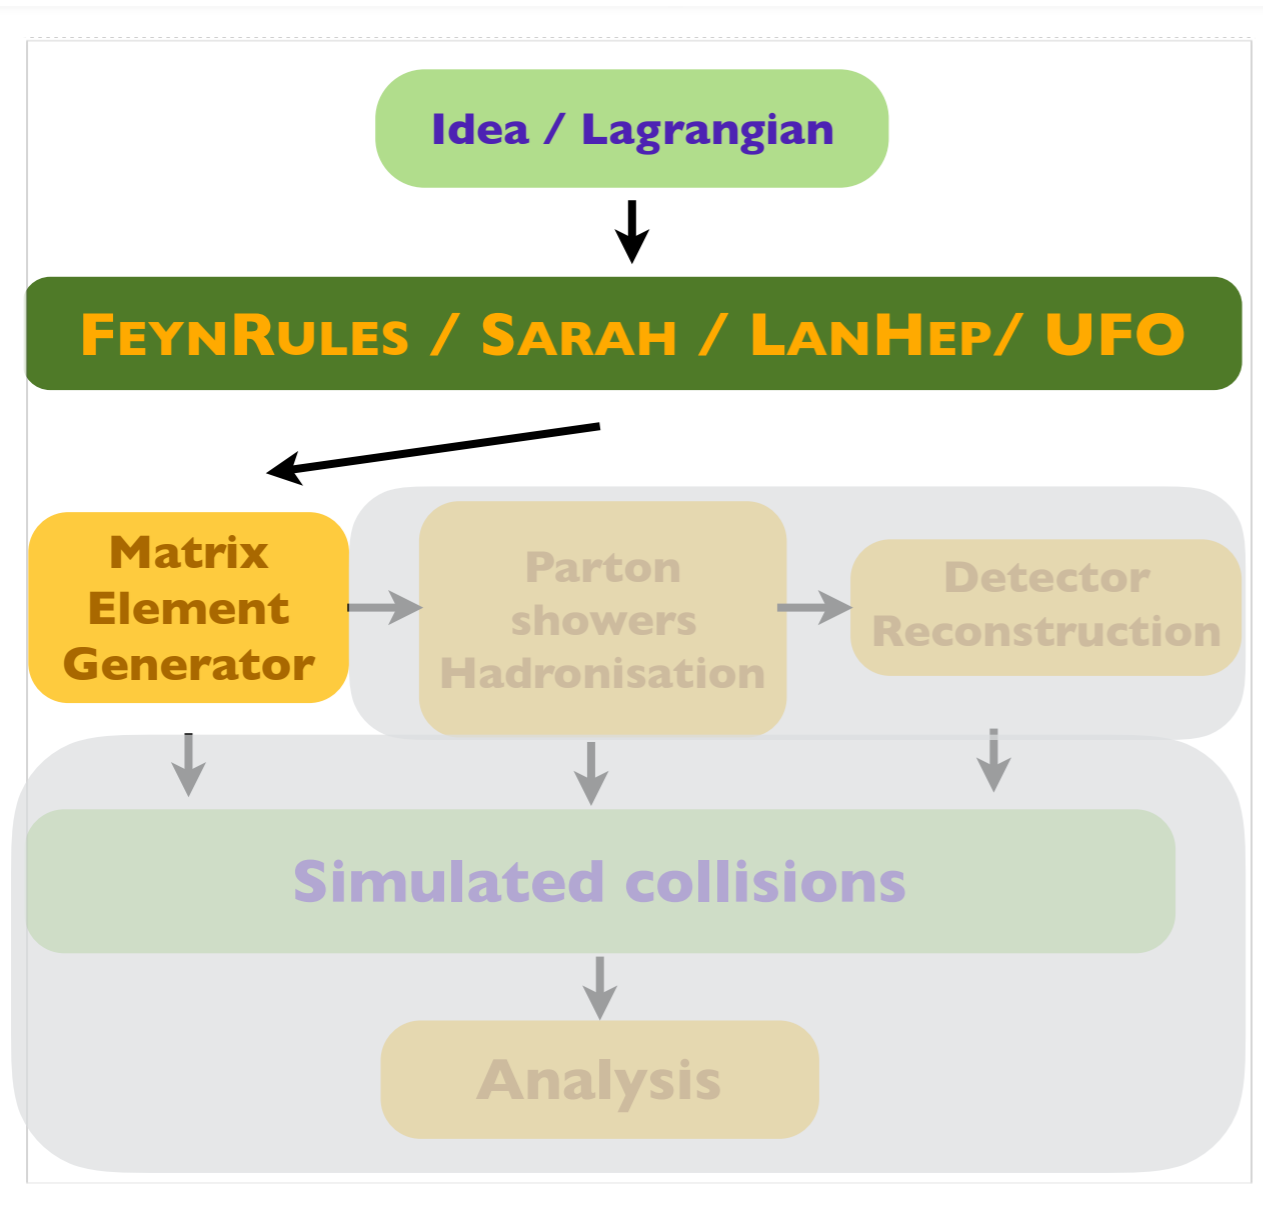 Idea / Lagrangian
FEYNRULES / SARAH / LANHEP/ UFO
Matrix
Element
Generator
Parton
showers
Hadronisation
Detector
Reconstruction
Simulated collisions
Analysis